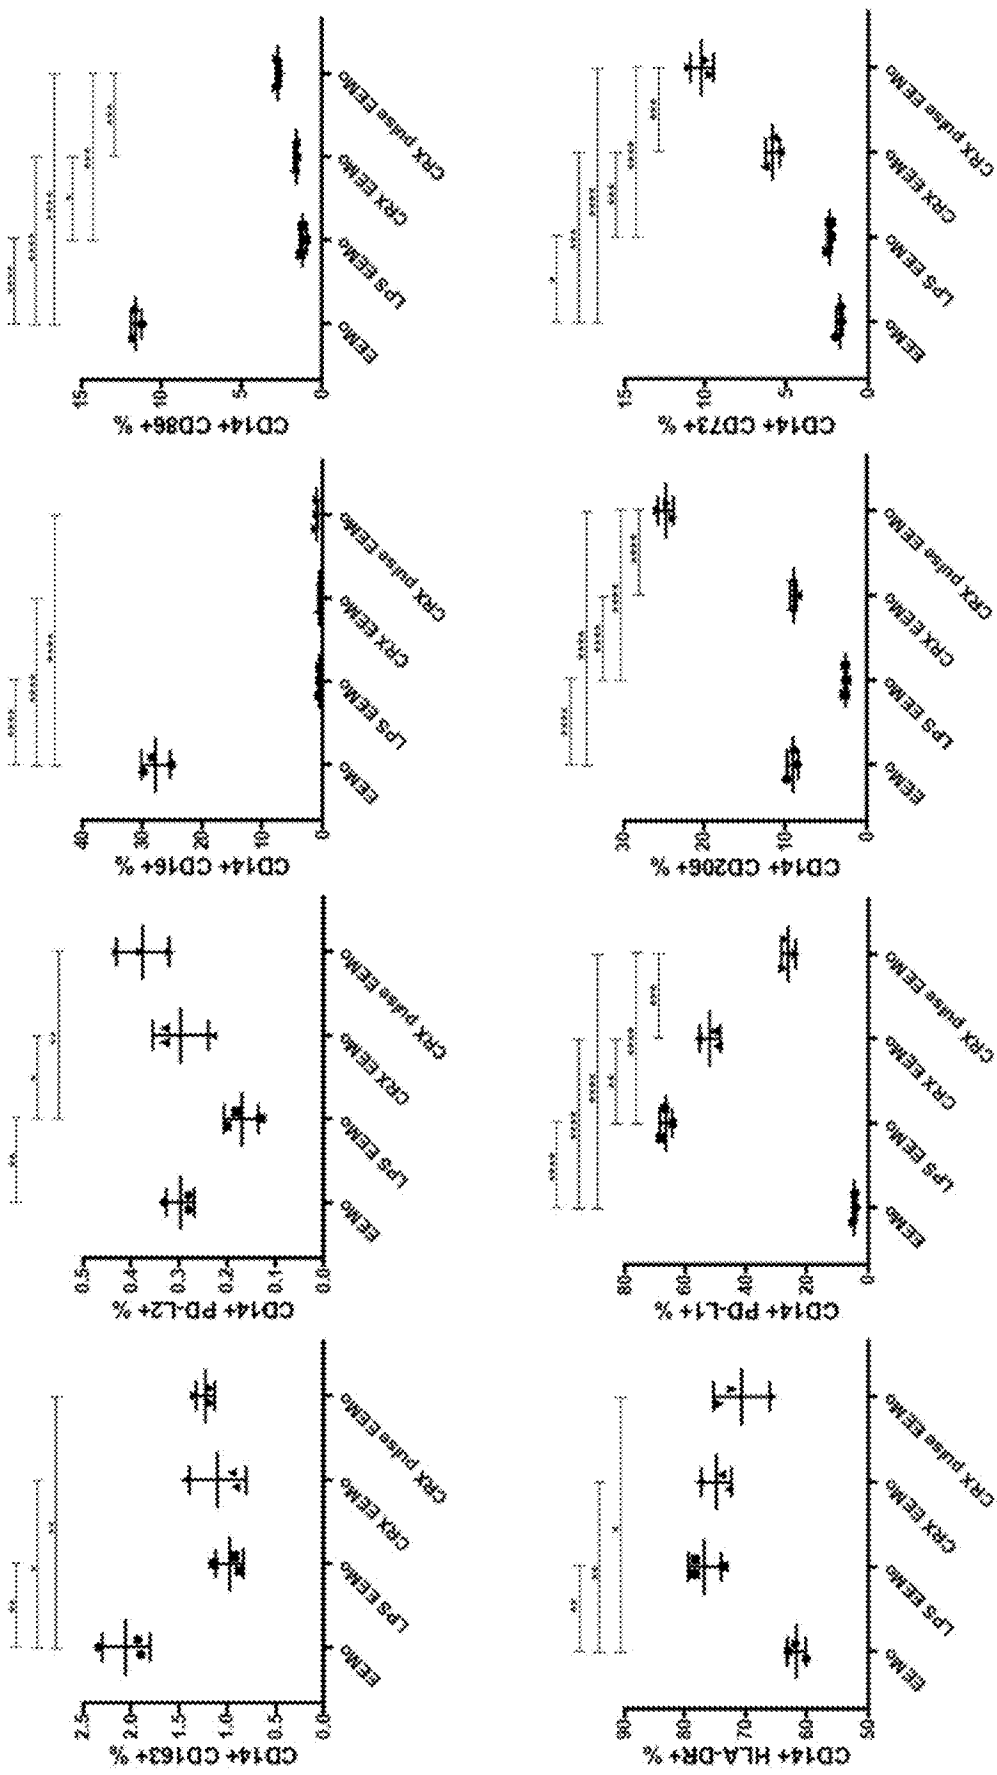 CD14+ CD163+ %
2.5
2.0
1.5
1.0
0.5
0.0
EEMo
LPS EEMo
CRX EEMo
CRX pulse EEMo
CD14+ PD-L2+ %
0.5
0.4
0.3
0.2
0.1
0.0
EEMo
LPS EEMo
CRX EEMo
CRX pulse EEMo
CD14+ CD16+ %
40
30
20
10
0
EEMo
LPS EEMo
CRX EEMo
CRX pulse EEMo
CD14+ CD86+ %
15
10
5
0
EEMo
LPS EEMo
CRX EEMo
CRX pulse EEMo
CD14+ HLA-DR+ %
90
80
70
60
50
EEMo
LPS EEMo
CRX EEMo
CRX pulse EEMo
CD14+ PD-L1+ %
80
60
40
20
0
EEMo
LPS EEMo
CRX EEMo
CRX pulse EEMo
CD14+ CD206+ %
30
20
10
0
EEMo
LPS EEMo
CRX EEMo
CRX pulse EEMo
CD14+ CD73+ %
15
10
5
0
EEMo
LPS EEMo
CRX EEMo
CRX pulse EEMo